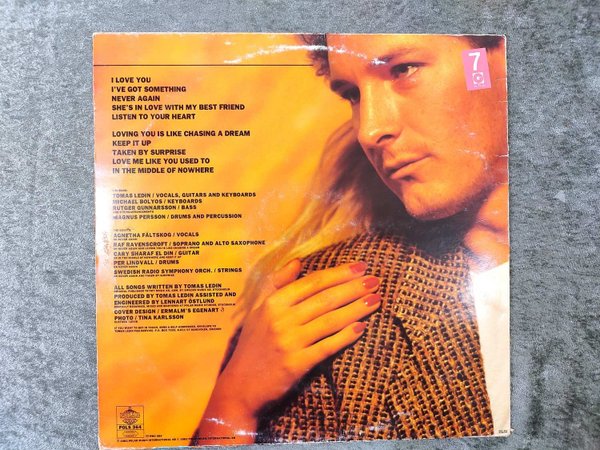 I LOVE YOU
I'VE GOT SOMETHING
NEVER AGAIN
SHE'S IN LOVE WITH MY BEST FRIEND
LISTEN TO YOUR HEART
LOVING YOU IS LIKE CHASING A DREAM
KEEP IT UP
TAKEN BY SURPRISE
LOVE ME LIKE YOU USED TO
IN THE MIDDLE OF NOWHERE
TOMAS LEDIN / VOCALS, GUITARS AND KEYBOARDS
MICHAEL BOLYOS / KEYBOARDS
RUTGER GUNNARSSON / BASS
MAGNUS PERSSON / DRUMS AND PERCUSSION
AGNETHA FÄLTSKOG / VOCALS
RAF RAVENSCROFT / SOPRANO AND ALTO SAXOPHONE
CARY SHARAF EL DIN / GUITAR
PER LINDVALL / DRUMS
SWEDISH RADIO SYMPHONY ORCH. / STRINGS
ALL SONGS WRITTEN BY TOMAS LEDIN
PRODUCED BY TOMAS LEDIN ASSISTED AND
ENGINEERED BY LENNART ÖSTLUND
COVER DESIGN / ERMALM'S EGENART
PHOTO / TINA KARLSSON
POLS 364
7